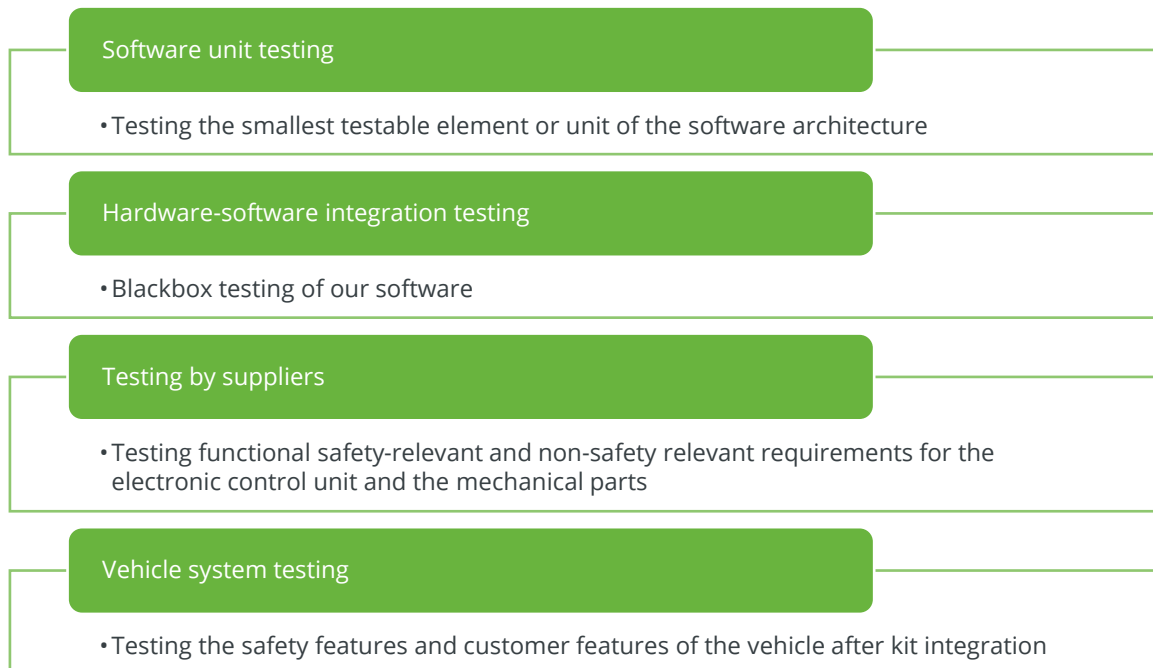 Software unit testing
•Testing the smallest testable element or unit of the software architecture
Hardware-software integration testing
•Blackbox testing of our software
Testing by suppliers
•Testing functional safety-relevant and non-safety relevant requirements for the
electronic control unit and the mechanical parts
Vehicle system testing
•Testing the safety features and customer features of the vehicle after kit integration